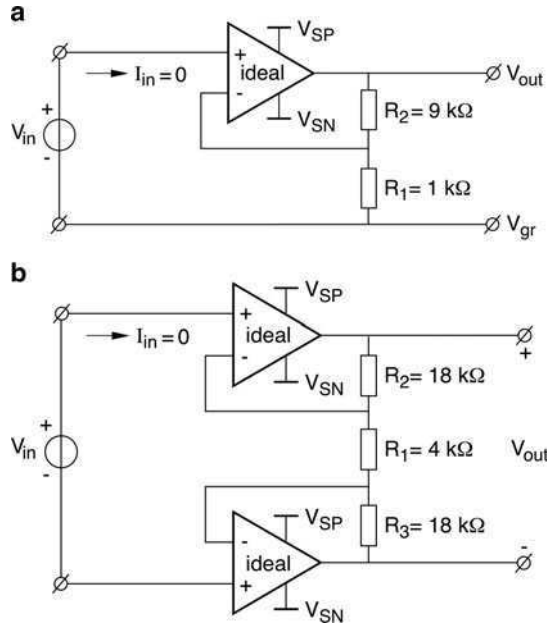 a
V_SP
+
I_in = 0
ideal
V_out
-
+
V_in
-
V_SN
R_2 = 9 kΩ
R_1 = 1 kΩ
V_gr
b
V_SP
+
I_in = 0
ideal
+
-
V_SN
R_2 = 18 kΩ
+
V_in
-
R_1 = 4 kΩ
V_out
V_SP
-
R_3 = 18 kΩ
ideal
-
+
V_SN